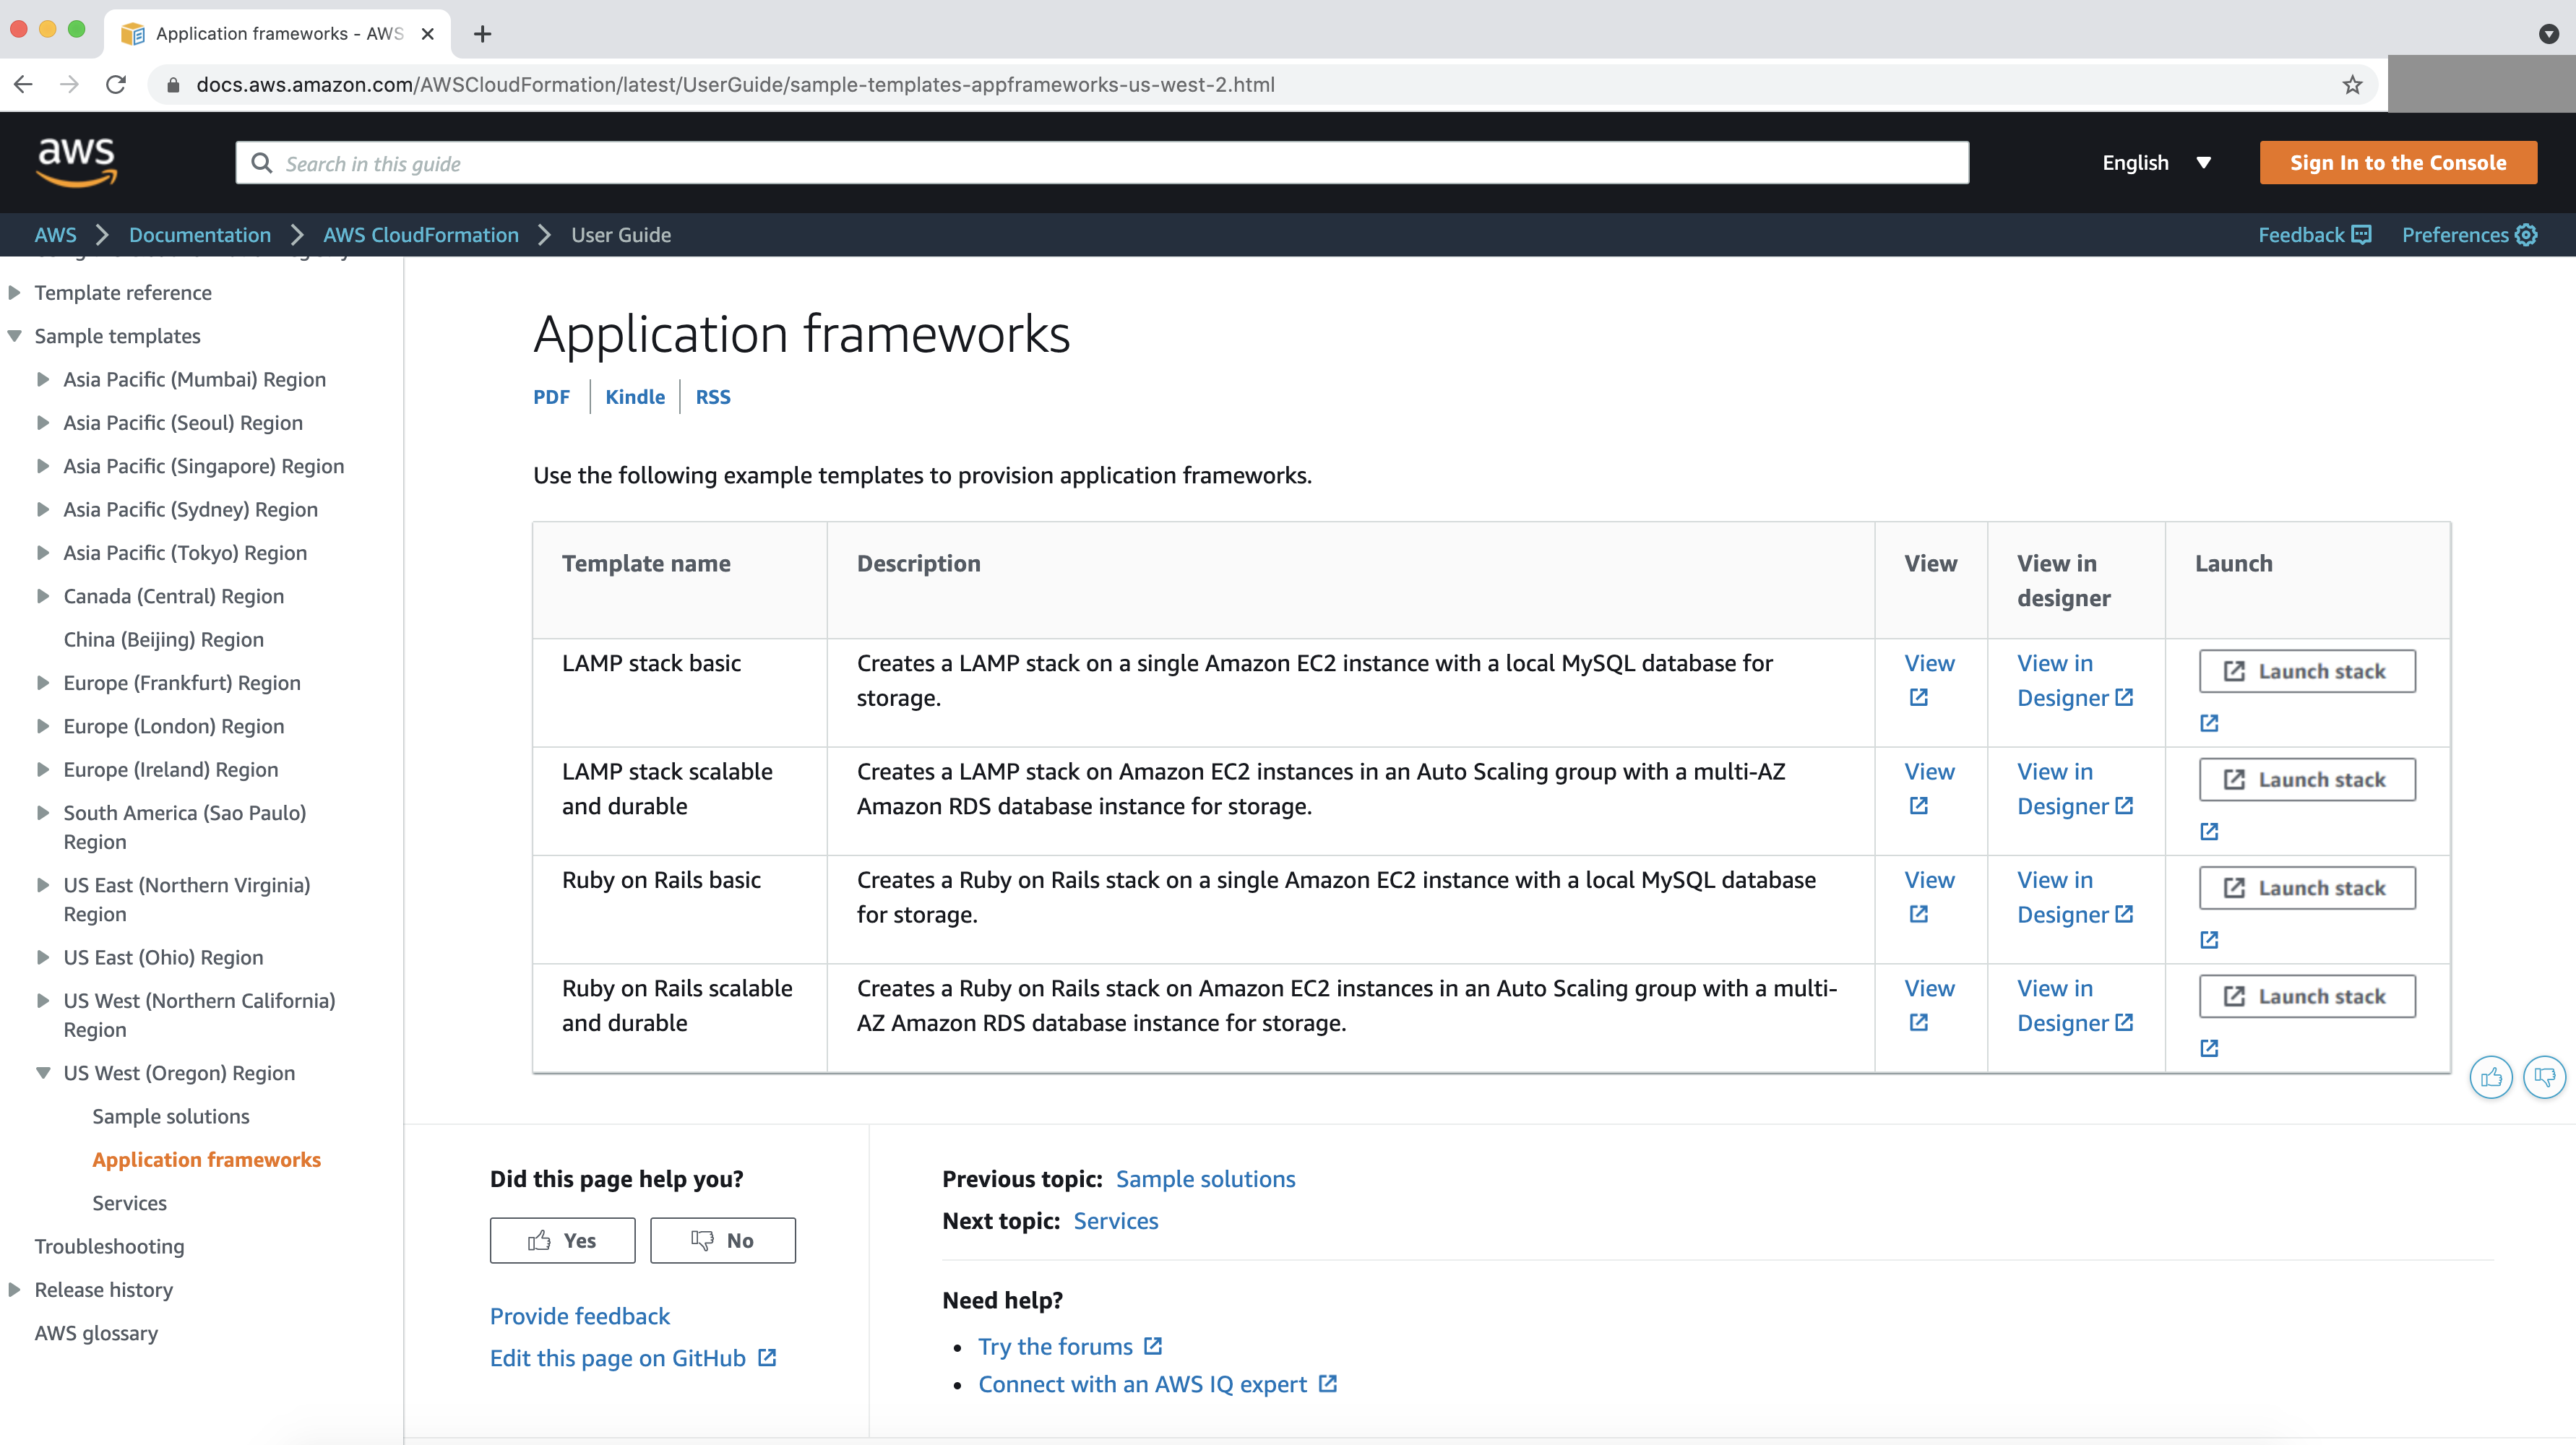 Application frameworks - AWS
docs.aws.amazon.com/AWSCloudFormation/latest/UserGuide/sample-templates-appframeworks-us-west-2.html
aws
Search in this guide
English
Sign In to the Console
AWS
Documentation
AWS CloudFormation
User Guide
Feedback
Preferences
Template reference
Sample templates
Asia Pacific (Mumbai) Region
Asia Pacific (Seoul) Region
Asia Pacific (Singapore) Region
Asia Pacific (Sydney) Region
Asia Pacific (Tokyo) Region
Canada (Central) Region
China (Beijing) Region
Europe (Frankfurt) Region
Europe (London) Region
Europe (Ireland) Region
South America (Sao Paulo)
Region
US East (Northern Virginia)
Region
US East (Ohio) Region
US West (Northern California)
Region
US West (Oregon) Region
Sample solutions
Application frameworks
Services
Troubleshooting
Release history
AWS glossary
Application frameworks
PDF
Kindle
RSS
Use the following example templates to provision application frameworks.
Template name
Description
View
View in
designer
Launch
LAMP stack basic
Creates a LAMP stack on a single Amazon EC2 instance with a local MySQL database for
storage.
View
View in
Designer
Launch stack
LAMP stack scalable
and durable
Creates a LAMP stack on Amazon EC2 instances in an Auto Scaling group with a multi-AZ
Amazon RDS database instance for storage.
View
View in
Designer
Launch stack
Ruby on Rails basic
Creates a Ruby on Rails stack on a single Amazon EC2 instance with a local MySQL database
for storage.
View
View in
Designer
Launch stack
Ruby on Rails scalable
and durable
Creates a Ruby on Rails stack on Amazon EC2 instances in an Auto Scaling group with a multi-
AZ Amazon RDS database instance for storage.
View
View in
Designer
Launch stack
Did this page help you?
Yes
No
Provide feedback
Edit this page on GitHub
Previous topic: Sample solutions
Next topic: Services
Need help?
• Try the forums
• Connect with an AWS IQ expert